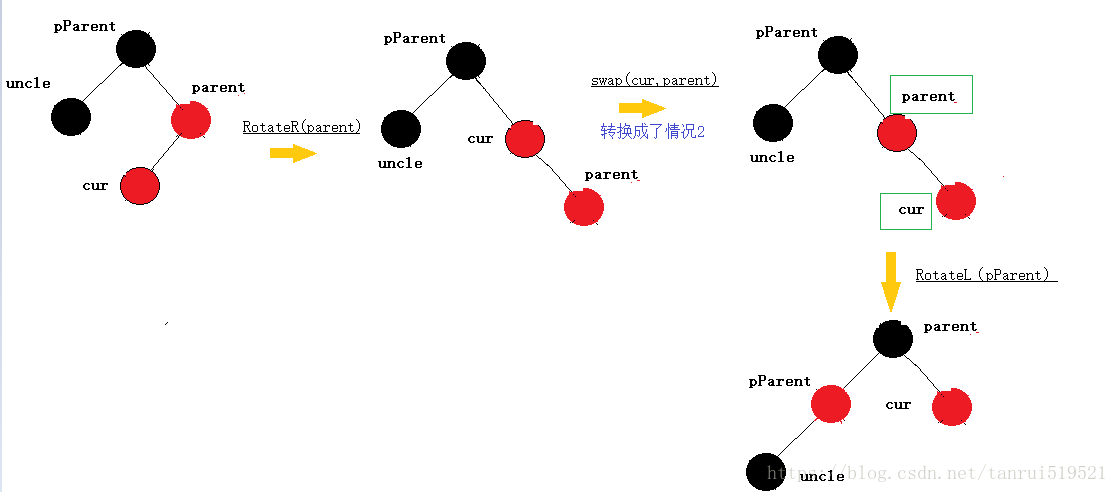 pParent
uncle
parent
cur
RotateR(parent)
pParent
cur
uncle
parent
swap(cur,parent)
转换成了情况2
pParent
parent
uncle
cur
RotateL（pParent）
parent
pParent
cur
uncle
https://blog.csdn.net/tanrui519521